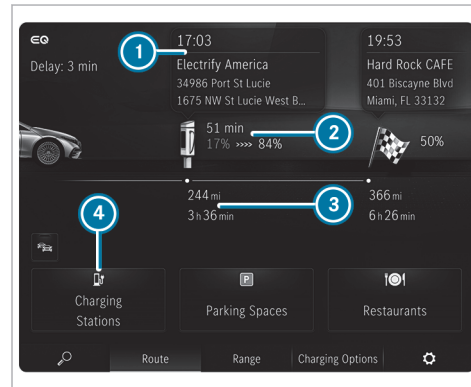 EQ
Delay: 3 min
17:03
Electrify America
34986 Port St Lucie
1675 NW St Lucie West B...
19:53
Hard Rock CAFE
401 Biscayne Blvd
Miami, FL 33132
1
51 min
17% »»» 84%
2
50%
244 mi
3 h 36 min
3
366 mi
6 h 26 min
4
Charging
Stations
P
Parking Spaces
Restaurants
Route
Range
Charging Options